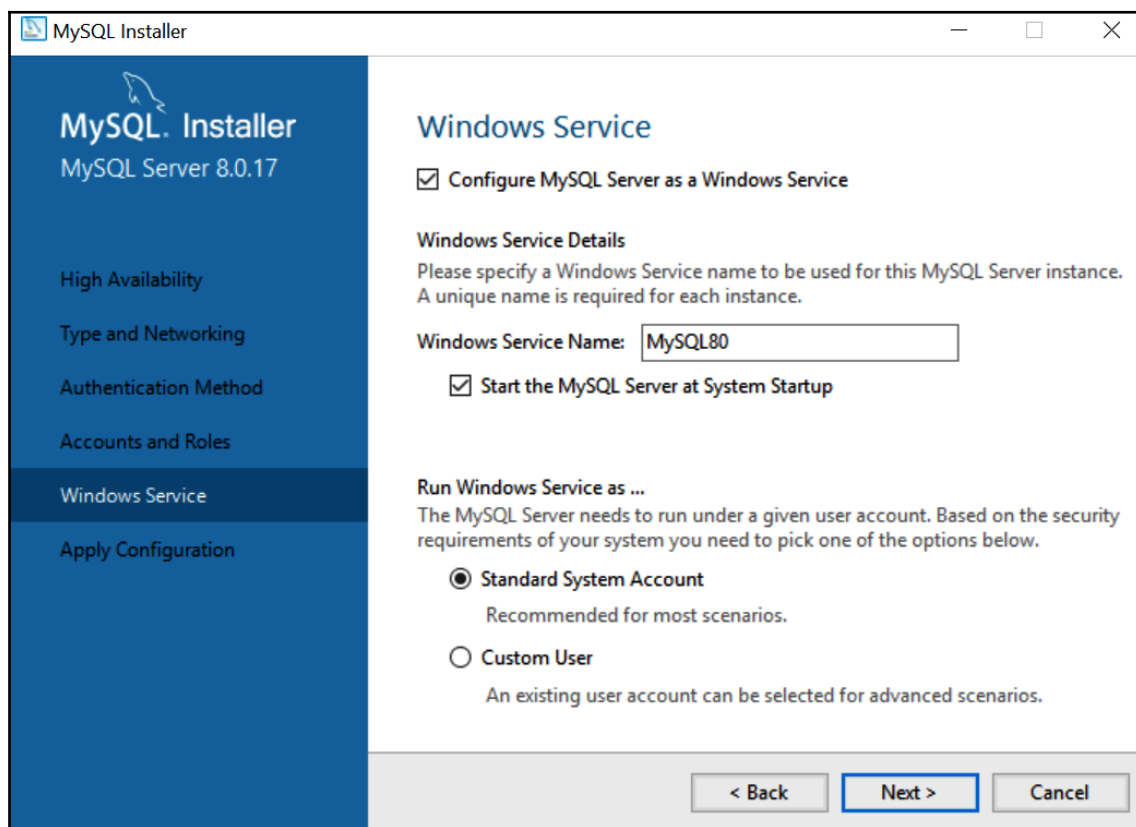 MySQL Installer
MySQL. Installer
MySQL Server 8.0.17
High Availability
Type and Networking
Authentication Method
Accounts and Roles
Windows Service
Apply Configuration
Windows Service
Configure MySQL Server as a Windows Service
Windows Service Details
Please specify a Windows Service name to be used for this MySQL Server instance.
A unique name is required for each instance.
Windows Service Name: MySQL80
Start the MySQL Server at System Startup
Run Windows Service as ...
The MySQL Server needs to run under a given user account. Based on the security
requirements of your system you need to pick one of the options below.
Standard System Account
Recommended for most scenarios.
Custom User
An existing user account can be selected for advanced scenarios.
< Back Next > Cancel